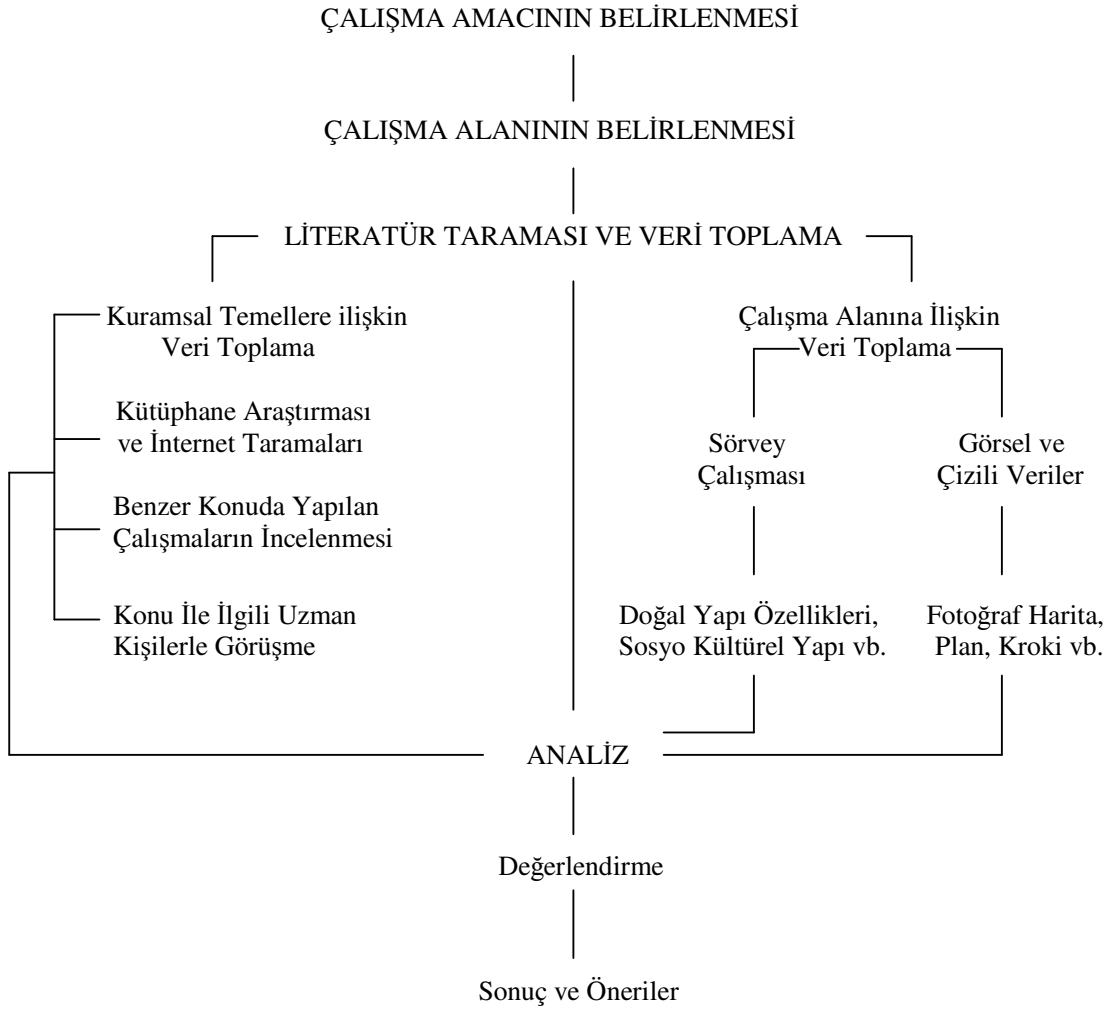 ÇALIŞMA AMACININ BELİRLENMESİ
ÇALIŞMA ALANININ BELİRLENMESİ
LİTERATÜR TARAMASI VE VERİ TOPLAMA
Kuramsal Temellere ilişkin
Veri Toplama
Kütüphane Araştırması
ve İnternet Taramaları
Benzer Konuda Yapılan
Çalışmaların İncelenmesi
Konu İle İlgili Uzman
Kişilerle Görüşme
Çalışma Alanına İlişkin
Veri Toplama
Sörvey
Çalışması
Görsel ve
Çizili Veriler
Doğal Yapı Özellikleri,
Sosyo Kültürel Yapı vb.
Fotoğraf Harita,
Plan, Kroki vb.
ANALİZ
Değerlendirme
Sonuç ve Öneriler